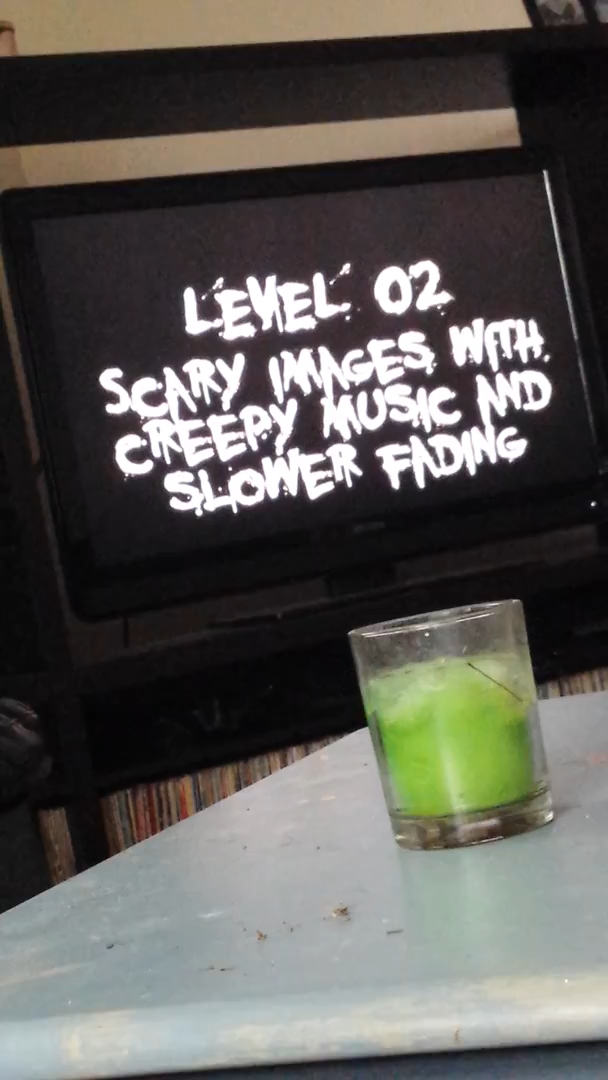 LEVEL 02
SCARY IMAGES WITH
CREEPY MUSIC AND
SLOWER FADING